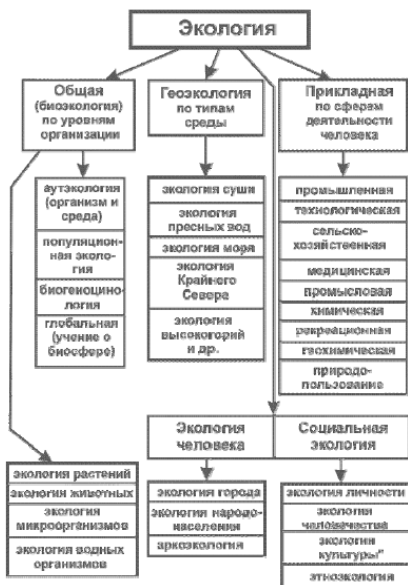 Экология
Общая
(биоэкология)
по уровням
организации
Геоэкология
по типам
среды
Прикладная
по сферам
деятельности
человека
аутэкология
(организм и
среда)
популяцион-
ная эколо-
гия
биогеноцино-
логия
глобальная
(учение о
биосфере)
экология суши
экология
пресных вод
экология моря
экология
Крайнего
Севера
экология
высокогорий
и др.
промышленная
технологическая
сельско-
хозяйственная
медицинская
промысловая
химическая
рекреационная
геохимическая
природо-
пользование
Экология
человека
Социальная
экология
экология растений
экология животных
экология
микроорганизмов
экология водных
организмов
экология города
экология народо-
населения
аркоэкология
экология личности
экология
человечества
экология
культуры"
этноэкология